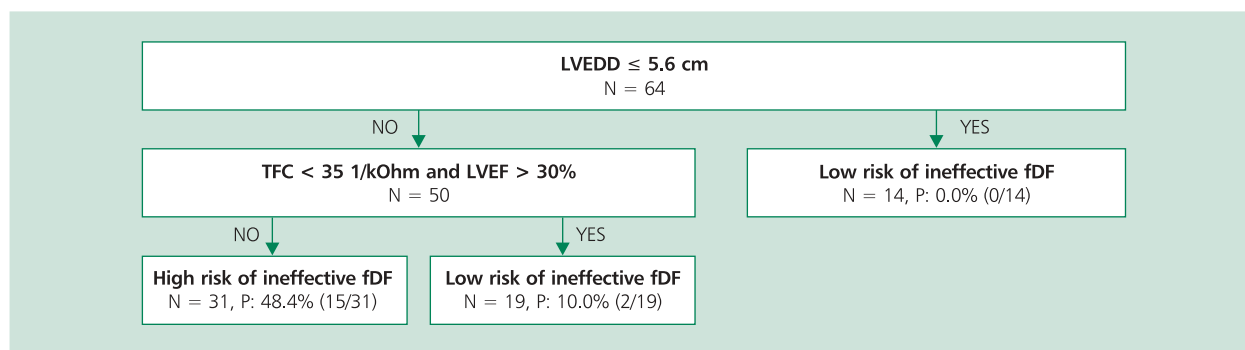 LVEDD ≤ 5.6 cm
N = 64
NO
YES
TFC < 35 1/kOhm and LVEF > 30%
N = 50
Low risk of ineffective fDF
N = 14, P: 0.0% (0/14)
NO
YES
High risk of ineffective fDF
N = 31, P: 48.4% (15/31)
Low risk of ineffective fDF
N = 19, P: 10.0% (2/19)